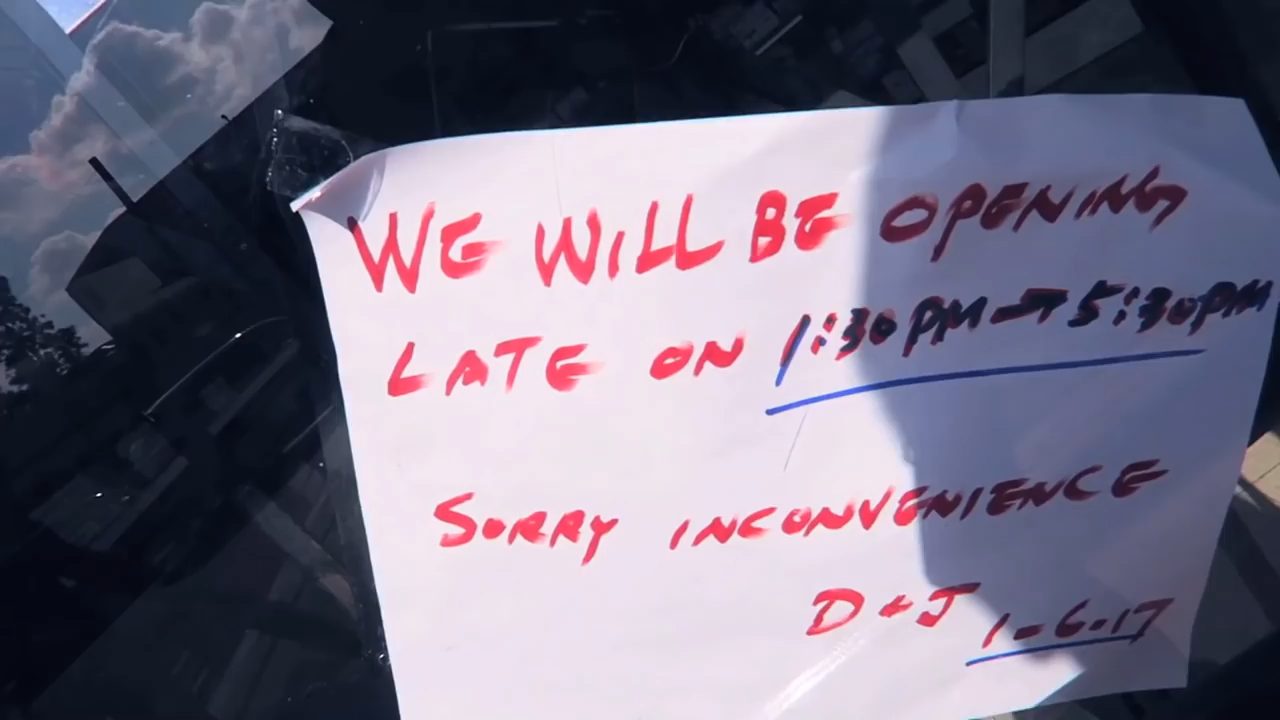 WE WILL BE OPENING
LATE ON 1:30PM → 5:30PM
SORRY INCONVENIENCE
D & J 1-6-17